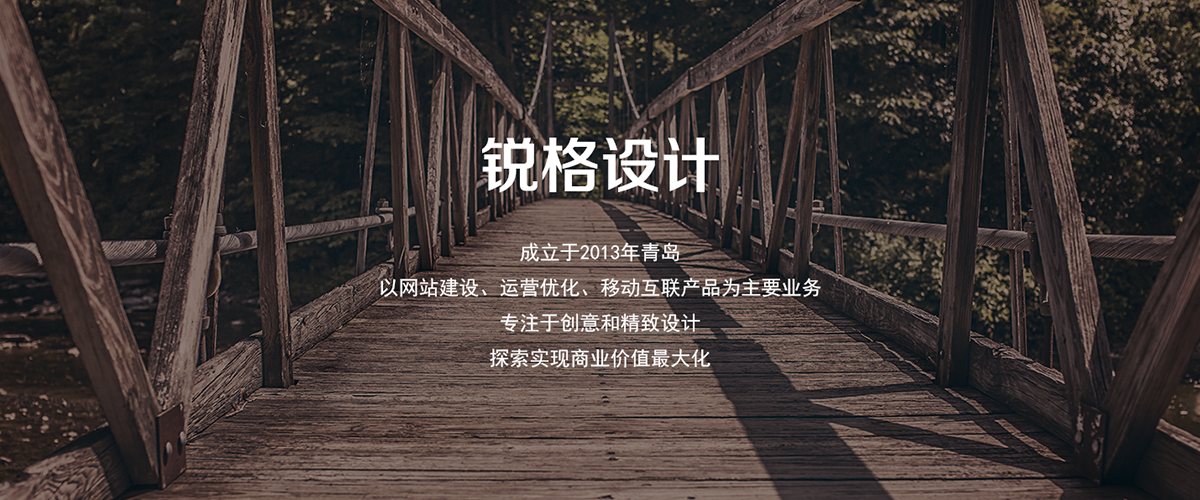 锐格设计
成立于2013年青岛
以网站建设、运营优化、移动互联产品为主要业务
专注于创意和精致设计
探索实现商业价值最大化